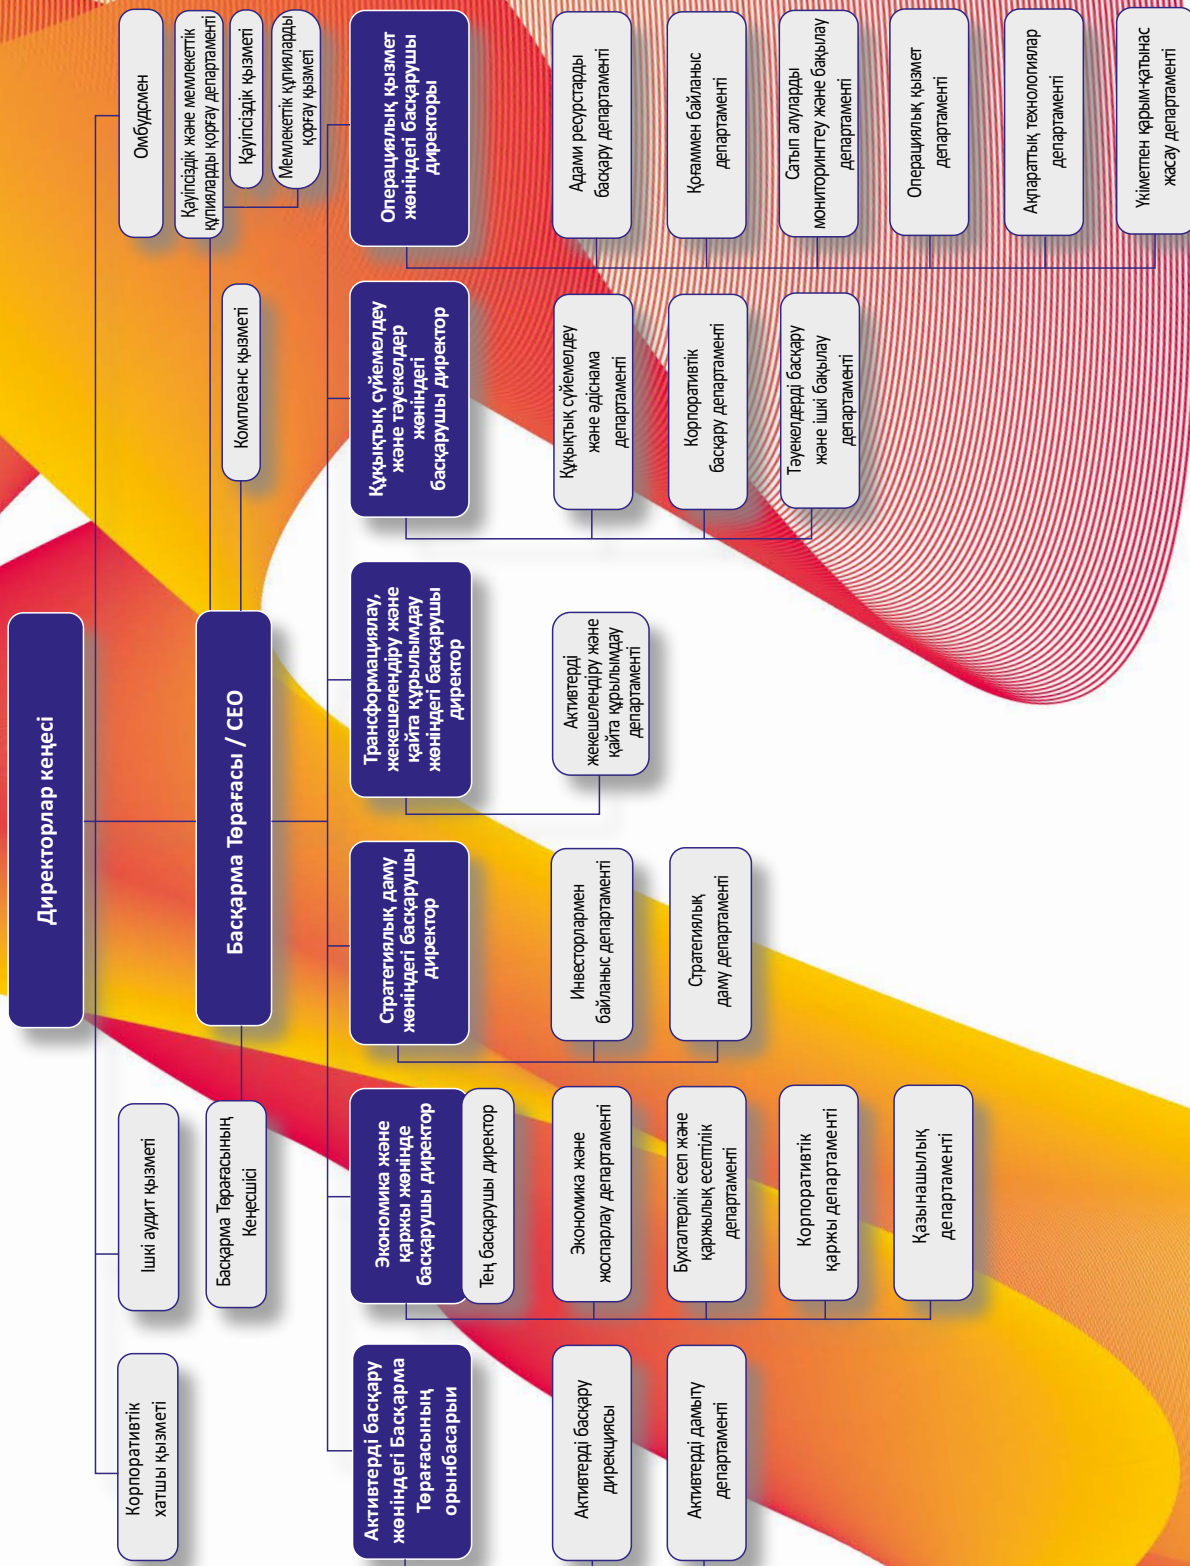 Директорлар кеңесі
Корпоративтік
хатшы қызметі
Ішкі аудит қызметі
Омбудсмен
Қауіпсіздік және мемлекеттік
құпияларды қорғау департаменті
Қауіпсіздік қызметі
Мемлекеттік құпияларды
қорғау қызметі
Басқарма Төрағасы / CEO
Басқарма Төрағасының
Кеңесшісі
Комплеанс қызметі
Активтерді басқару
жөніндегі Басқарма
Төрағасының
орынбасарыи
Активтерді басқару
дирекциясы
Активтерді дамыту
департаменті
Экономика және
қаржы жөнінде
басқарушы директор
Тең басқарушы директор
Экономика және
жоспарлау департаменті
Бухгалтерлік есеп және
қаржылық есептілік
департаменті
Корпоративтік
қаржы департаменті
Қазынашылық
департаменті
Стратегиялық даму
жөніндегі басқарушы
директор
Инвесторлармен
байланыс департаменті
Стратегиялық
даму департаменті
Трансформациялау,
жекешелендіру және
қайта құрылымдау
жөніндегі басқарушы
директор
Активтерді
жекешелендіру және
қайта құрылымдау
департаменті
Құқықтық сүйемелдеу
және тәуекелдер
жөніндегі
басқарушы директор
Құқықтық сүйемелдеу
және әдіснама
департаменті
Корпоративтік
басқару департаменті
Тәуекелдерді басқару
және ішкі бақылау
департаменті
Операциялық қызмет
жөніндегі басқарушы
директоры
Адами ресурстарды
басқару департаменті
Қоғаммен байланыс
департаменті
Сатып алуларды
мониторингтеу және бақылау
департаменті
Операциялық қызмет
департаменті
Ақпараттық технологиялар
департаменті
Үкіметпен қарым-қатынас
жасау департаменті